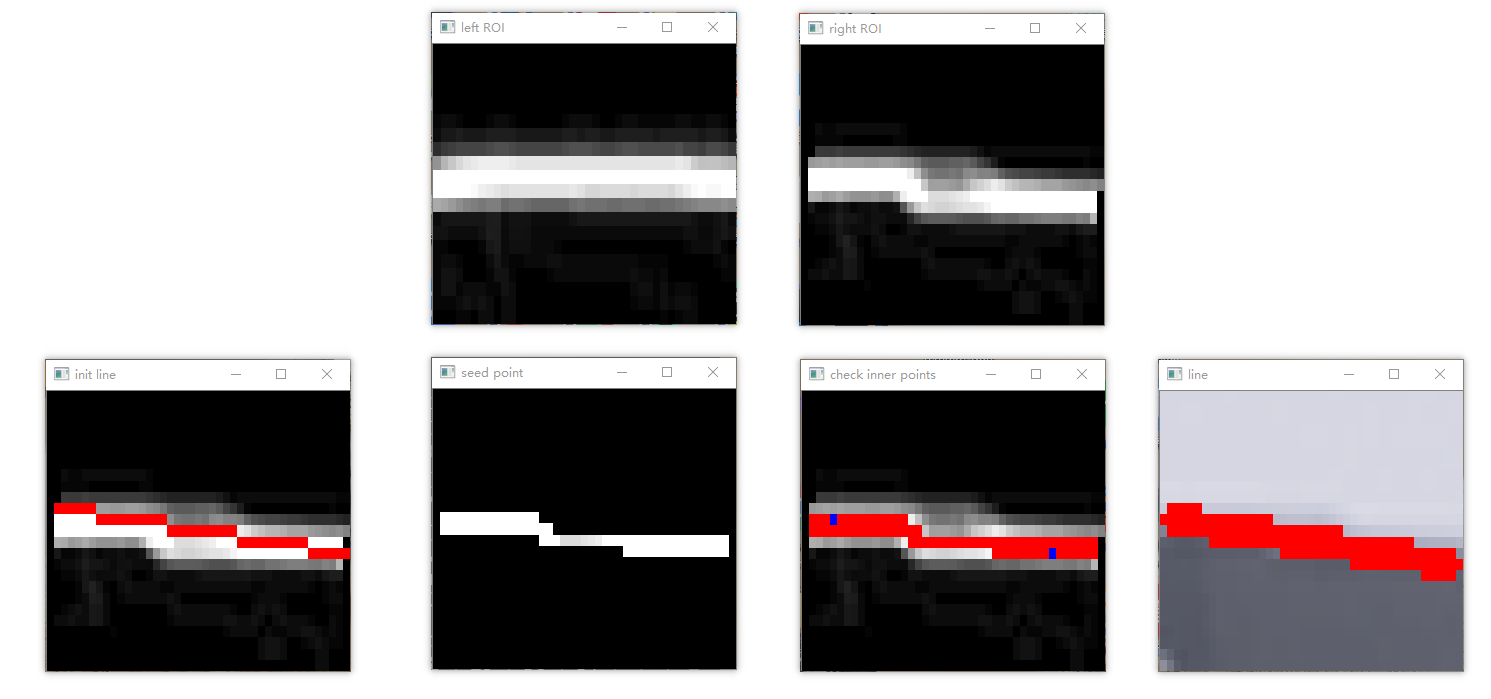 left ROI
right ROI
init line
seed point
check inner points
line